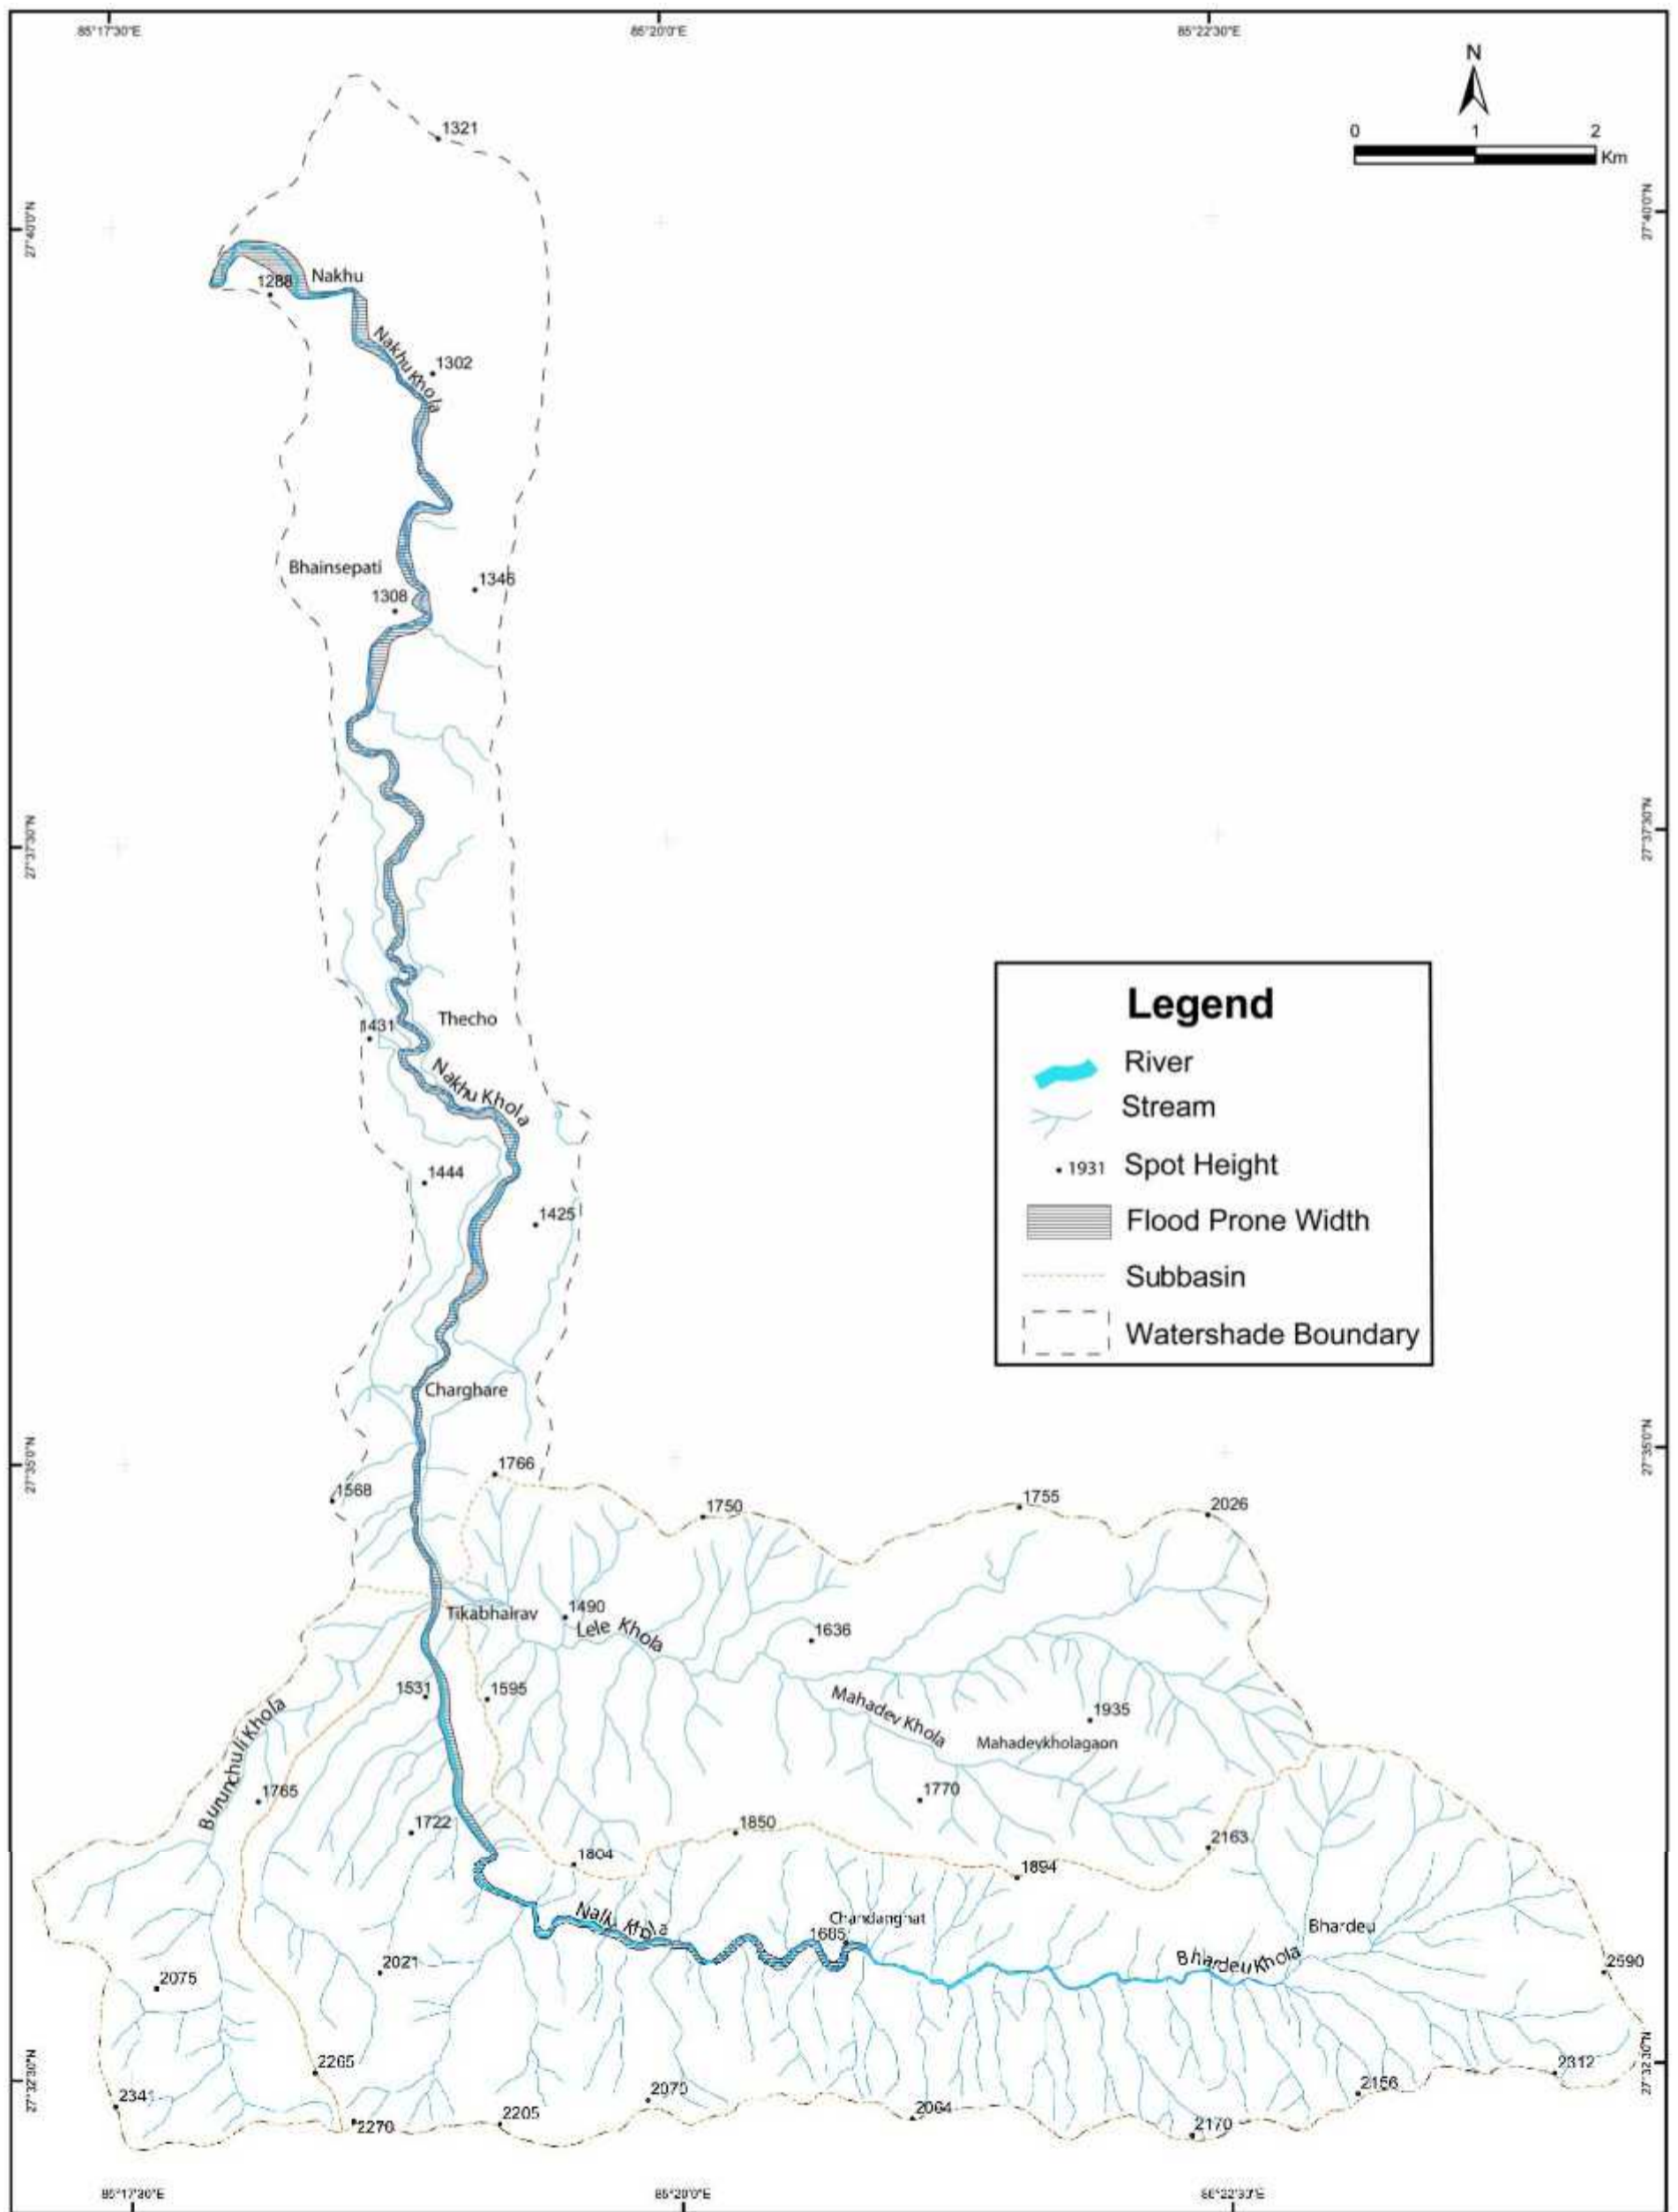 85°17'30"E
85°20'0"E
85°22'30"E
N
0 1 2
Km
1321
27°40'0"N
27°40'0"N
1288
Nakhu
Nakhu Khola
1302
Bhainsepati
1308
1346
27°37'30"N
27°37'30"N
Legend
River
Stream
1931 Spot Height
Flood Prone Width
Subbasin
Watershade Boundary
Thecho
1431
Nakhu Khola
1444
1425
Charghare
27°35'0"N
27°35'0"N
1766
1568
1750
1755
2026
Tikabhairav
1490
Lele Khola
1636
1531
1595
Mahadev Khola
1935
Mahadevkholagaon
Burunchuli Khola
1765
1770
1722
1850
2163
1804
1894
Nallu Khola
Chandanghat
1685
Bhardeu
Bhardeu Khola
2590
2021
2075
2265
2312
27°32'30"N
27°32'30"N
2341
2070
2156
2270
2205
2064
2170
85°17'30"E
85°20'0"E